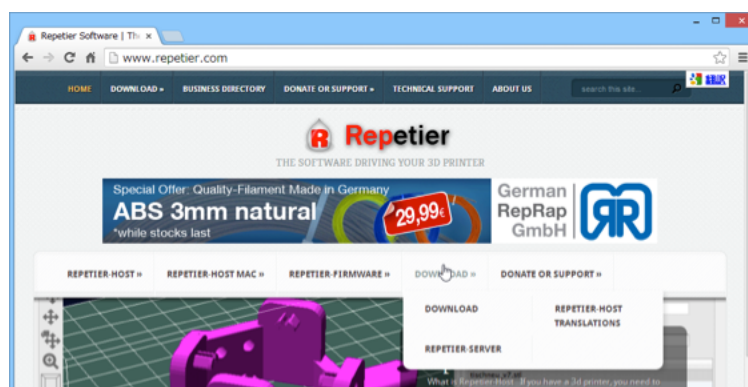 Repetier Software | Th
www.repetier.com
HOME DOWNLOAD » BUSINESS DIRECTORY DONATE OR SUPPORT » TECHNICAL SUPPORT ABOUT US search this site...
Repetier
THE SOFTWARE DRIVING YOUR 3D PRINTER
Special Offer: Quality-Filament Made in Germany
ABS 3mm natural
*while stocks last
29,99€
German
RepRap
GmbH
REPETIER-HOST » REPETIER-HOST MAC » REPETIER-FIRMWARE » DOWNLOAD » DONATE OR SUPPORT »
DOWNLOAD
REPETIER-HOST
TRANSLATIONS
REPETIER-SERVER
What is Repetier-Host - If you have a 3d printer, you need to